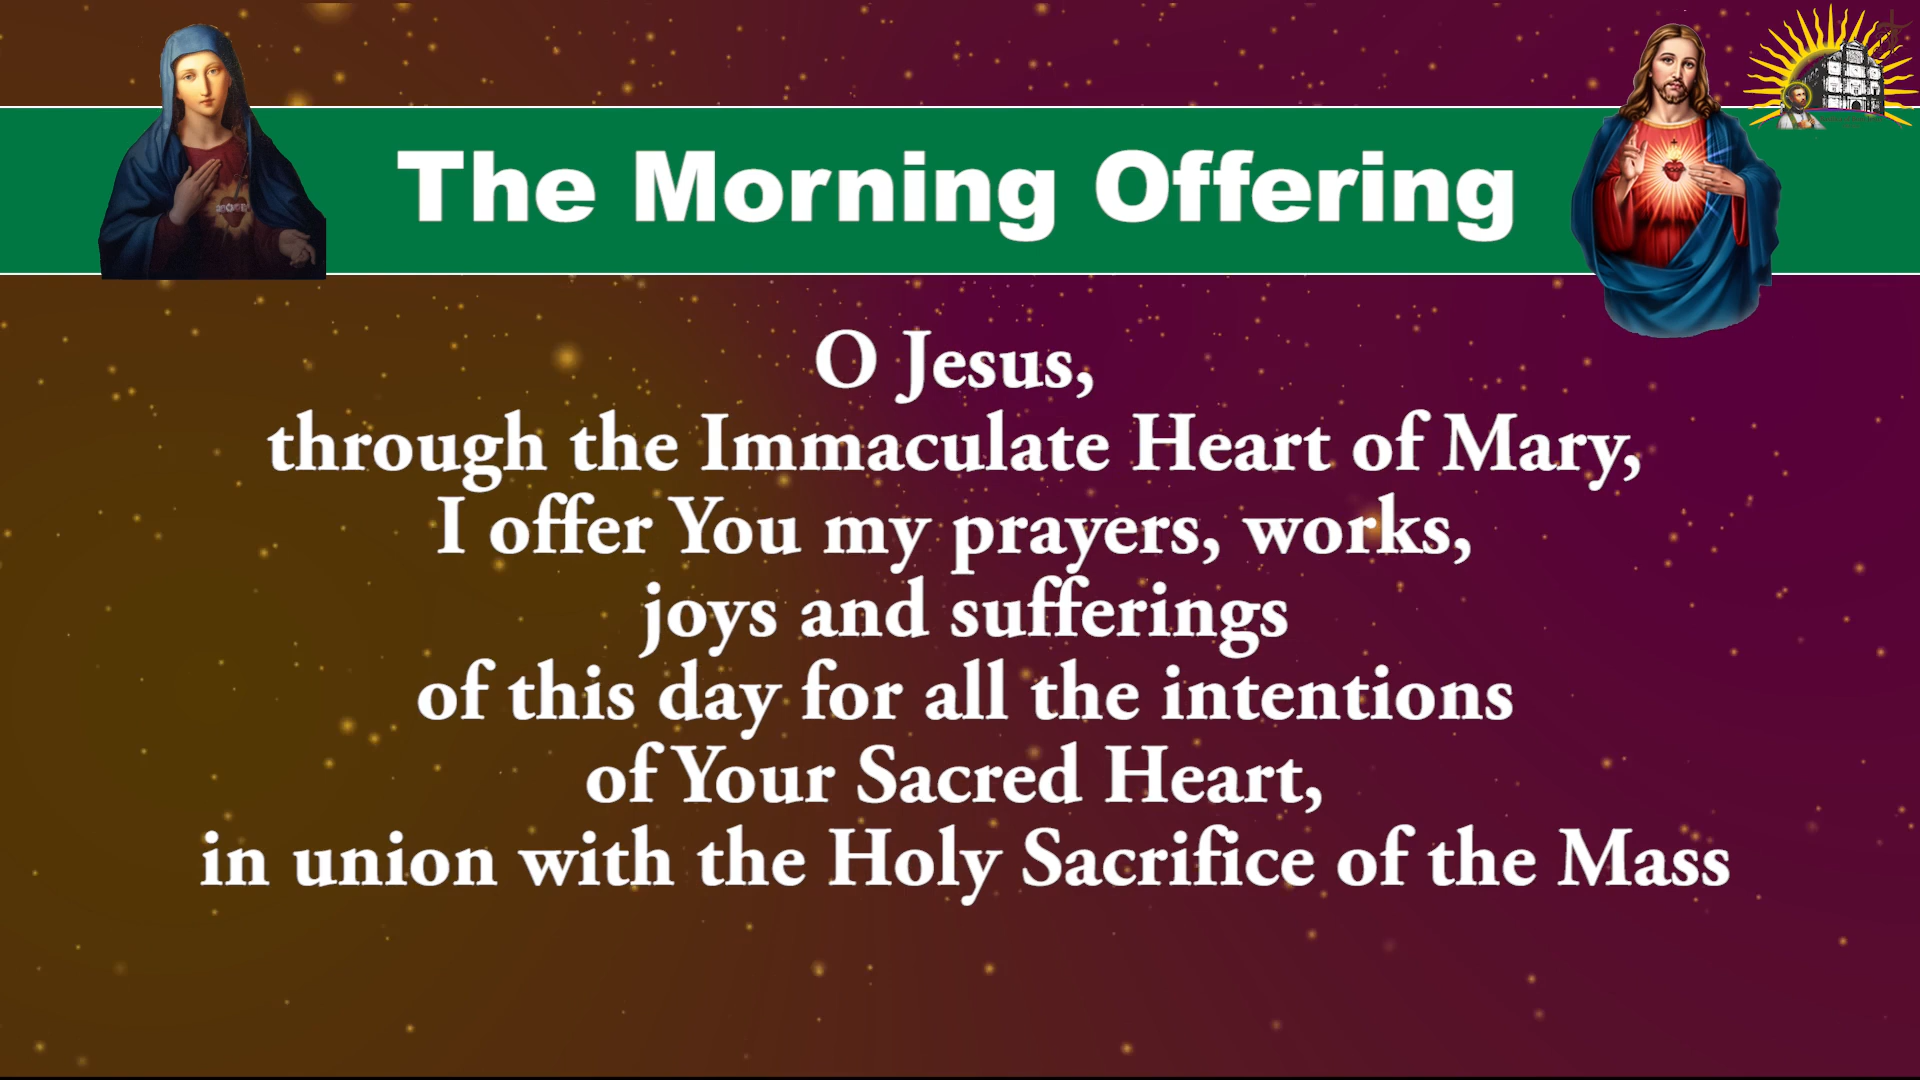 The Morning Offering
O Jesus,
through the Immaculate Heart of Mary,
I offer You my prayers, works,
joys and sufferings
of this day for all the intentions
of Your Sacred Heart,
in union with the Holy Sacrifice of the Mass